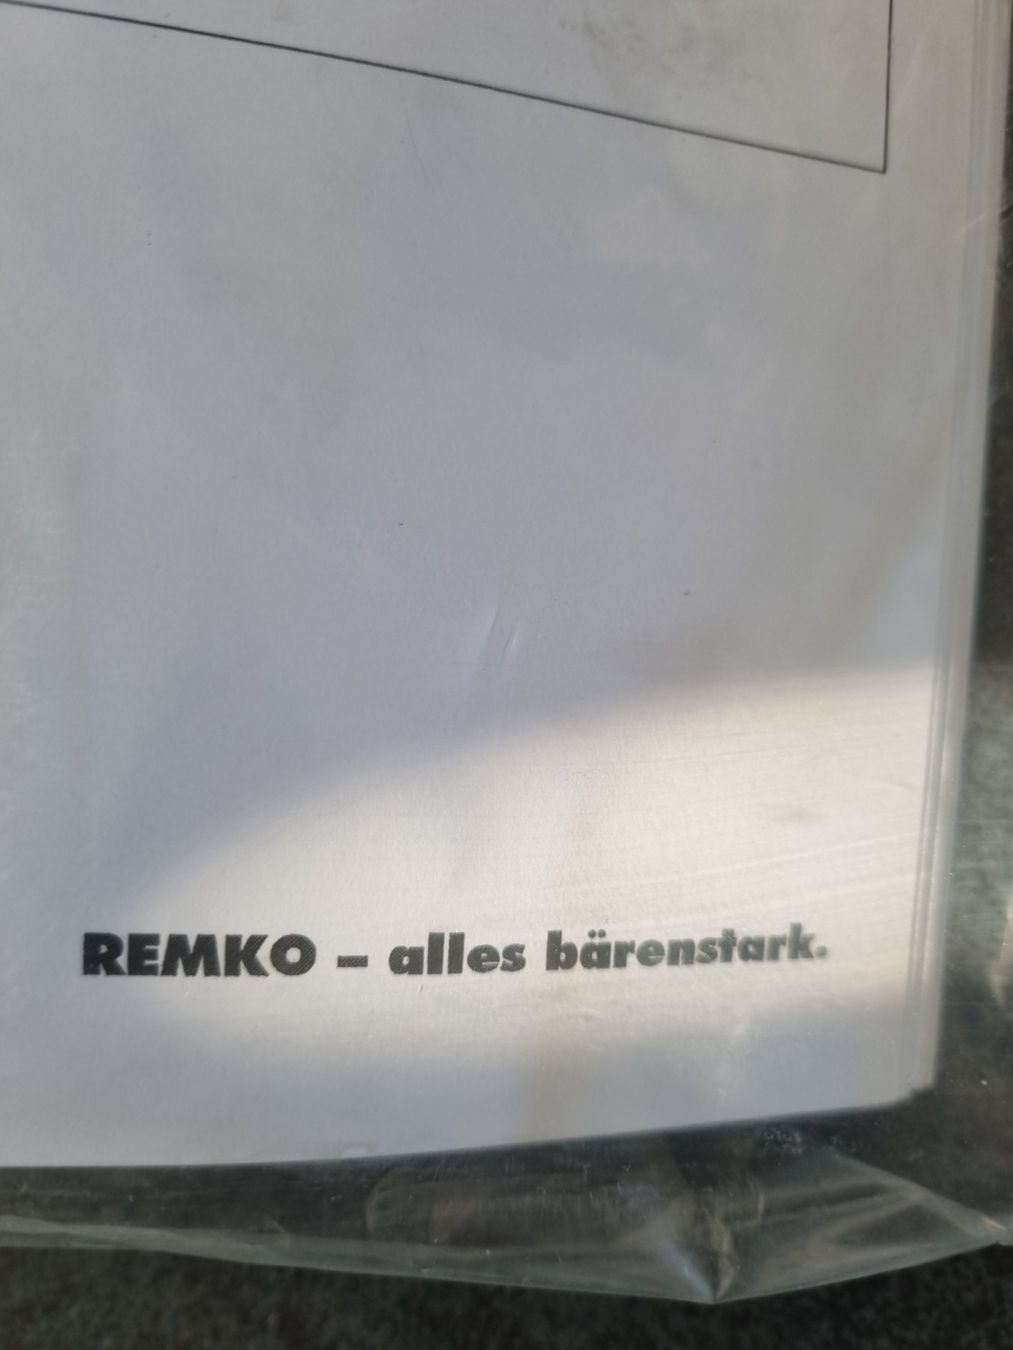 REMKO – alles bärenstark.